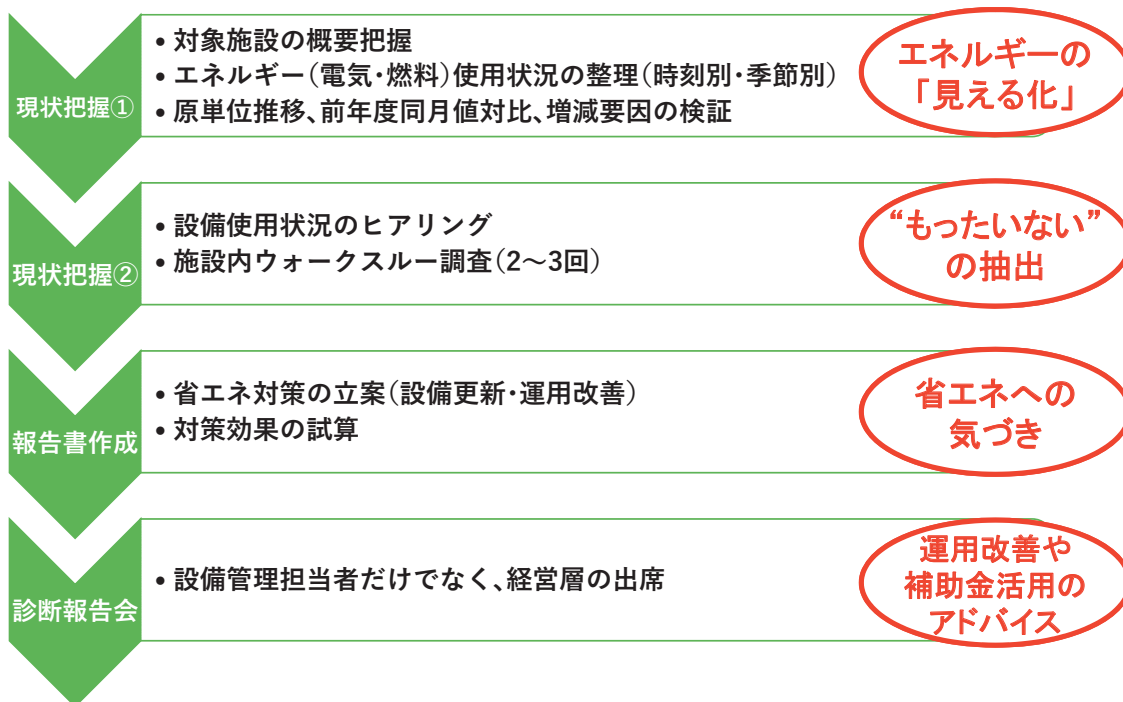 現状把握①
• 対象施設の概要把握
• エネルギー(電気・燃料)使用状況の整理(時刻別・季節別)
• 原単位推移、前年度同月値対比、増減要因の検証
エネルギーの
「見える化」
現状把握②
• 設備使用状況のヒアリング
• 施設内ウォークスルー調査(2～3回)
“もったいない”
の抽出
報告書作成
• 省エネ対策の立案(設備更新・運用改善)
• 対策効果の試算
省エネへの
気づき
診断報告会
• 設備管理担当者だけでなく、経営層の出席
運用改善や
補助金活用の
アドバイス